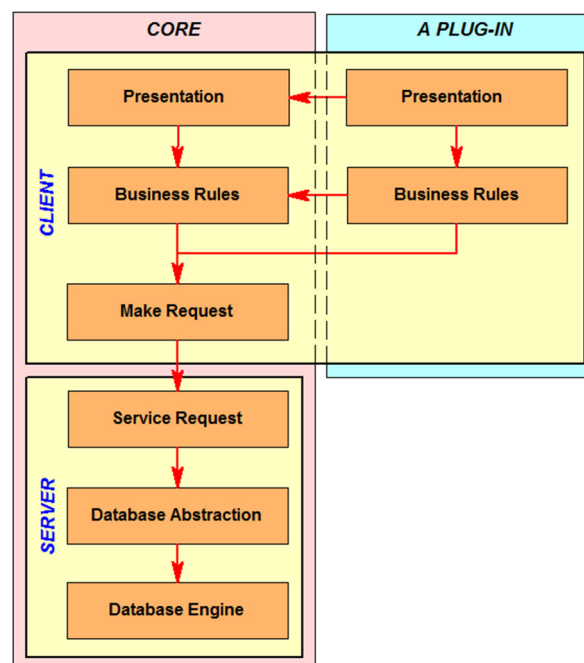 CORE
A PLUG-IN
CLIENT
Presentation
Presentation
Business Rules
Business Rules
Make Request
SERVER
Service Request
Database Abstraction
Database Engine